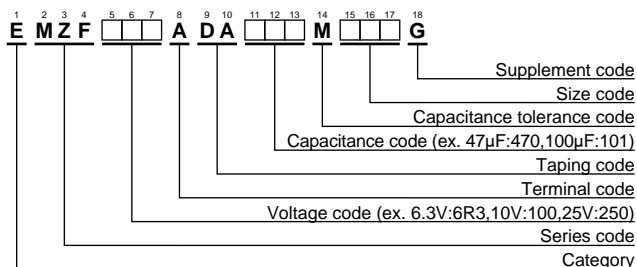 1 2 3 4 5 6 7 8 9 10 11 12 13 14 15 16 17 18
E M Z F A D A M G
Supplement code
Size code
Capacitance tolerance code
Capacitance code (ex. 47µF:470,100µF:101)
Taping code
Terminal code
Voltage code (ex. 6.3V:6R3,10V:100,25V:250)
Series code
Category